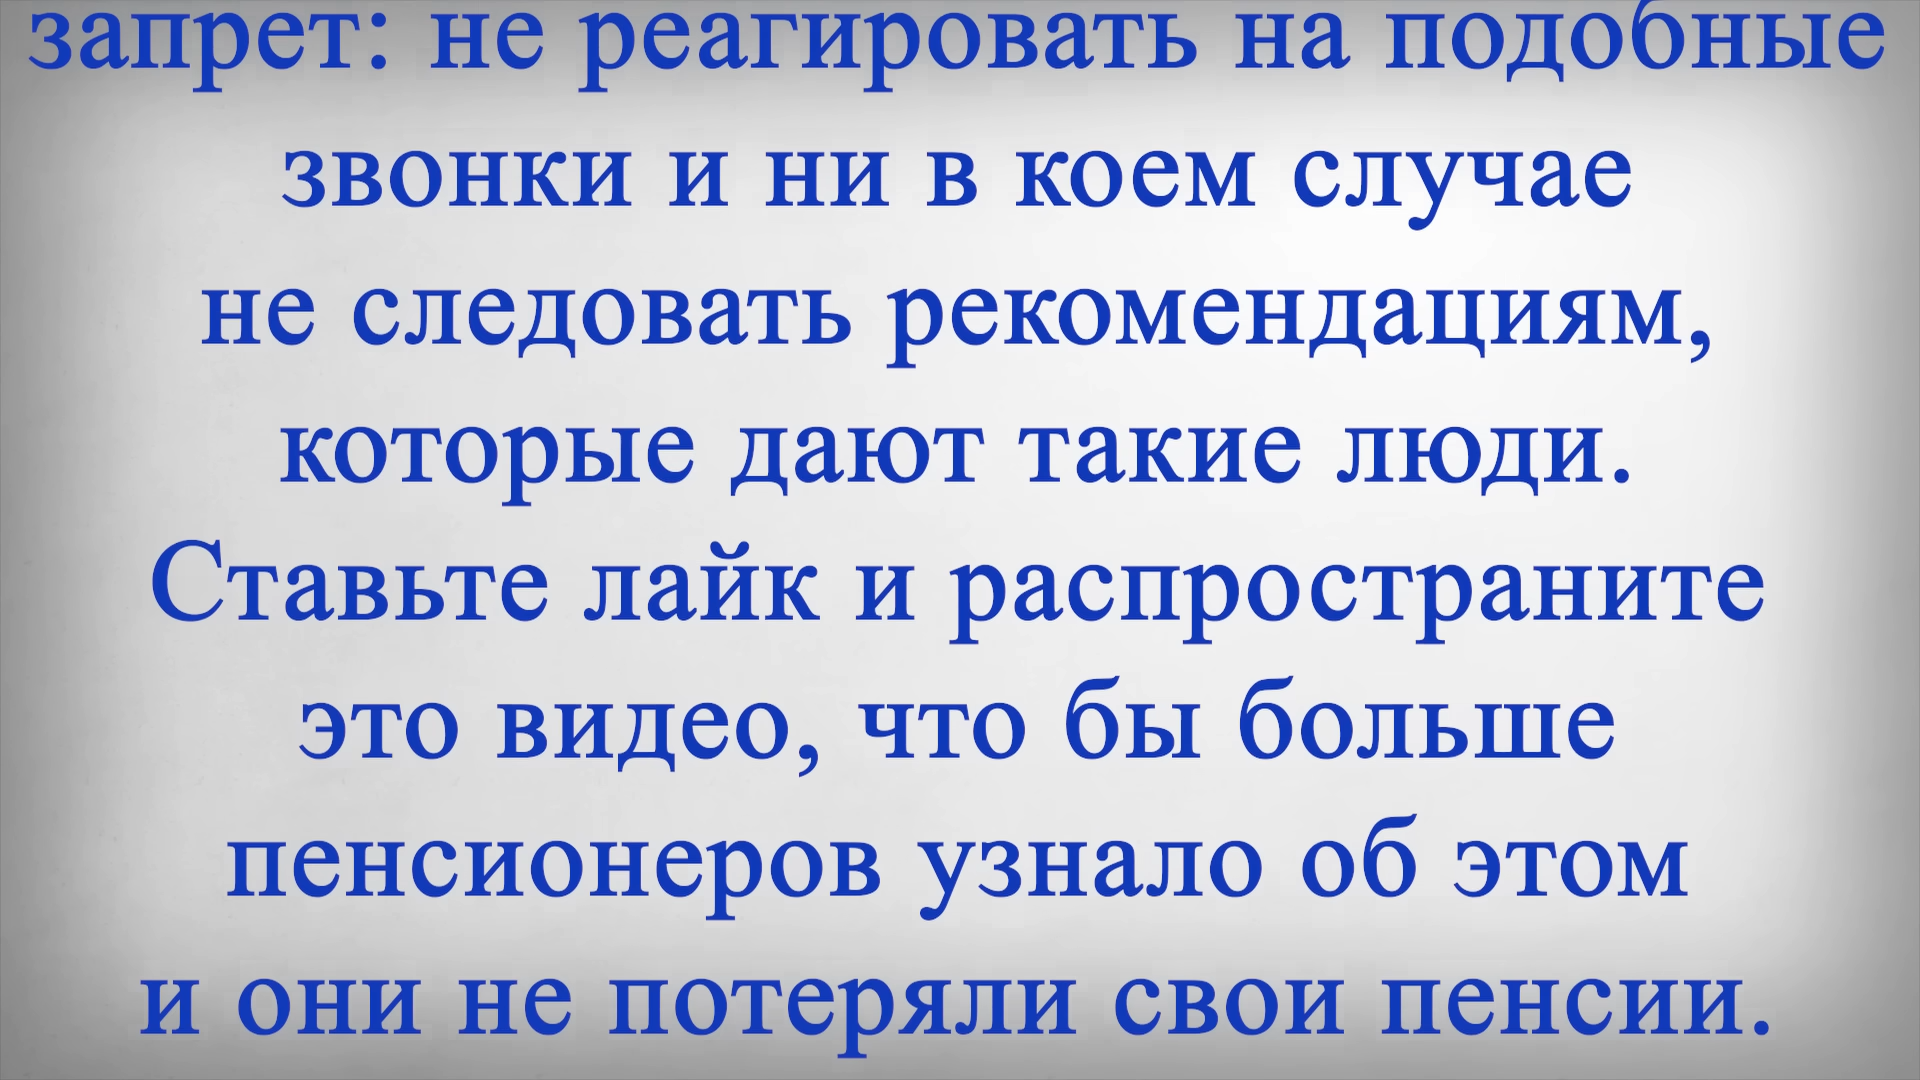 запрет: не реагировать на подобные
звонки и ни в коем случае
не следовать рекомендациям,
которые дают такие люди.
Ставьте лайк и распространите
это видео, что бы больше
пенсионеров узнало об этом
и они не потеряли свои пенсии.